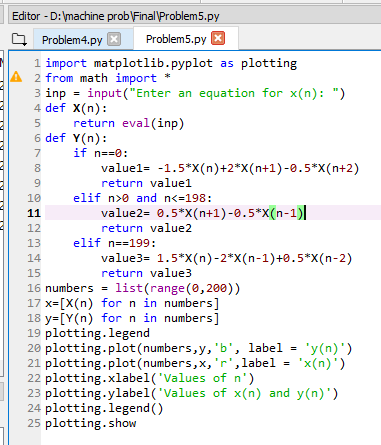 Editor - D:\machine prob\Final\Problem5.py
Problem4.py Problem5.py
1 import matplotlib.pyplot as plotting
2 from math import *
3 inp = input("Enter an equation for x(n): ")
4 def X(n):
5     return eval(inp)
6 def Y(n):
7     if n==0:
8         value1= -1.5*X(n)+2*X(n+1)-0.5*X(n+2)
9         return value1
10     elif n>0 and n<=198:
11         value2= 0.5*X(n+1)-0.5*X(n-1)
12         return value2
13     elif n==199:
14         value3= 1.5*X(n)-2*X(n-1)+0.5*X(n-2)
15         return value3
16 numbers = list(range(0,200))
17 x=[X(n) for n in numbers]
18 y=[Y(n) for n in numbers]
19 plotting.legend
20 plotting.plot(numbers,y,'b', label = 'y(n)')
21 plotting.plot(numbers,x,'r',label = 'x(n)')
22 plotting.xlabel('Values of n')
23 plotting.ylabel('Values of x(n) and y(n)')
24 plotting.legend()
25 plotting.show